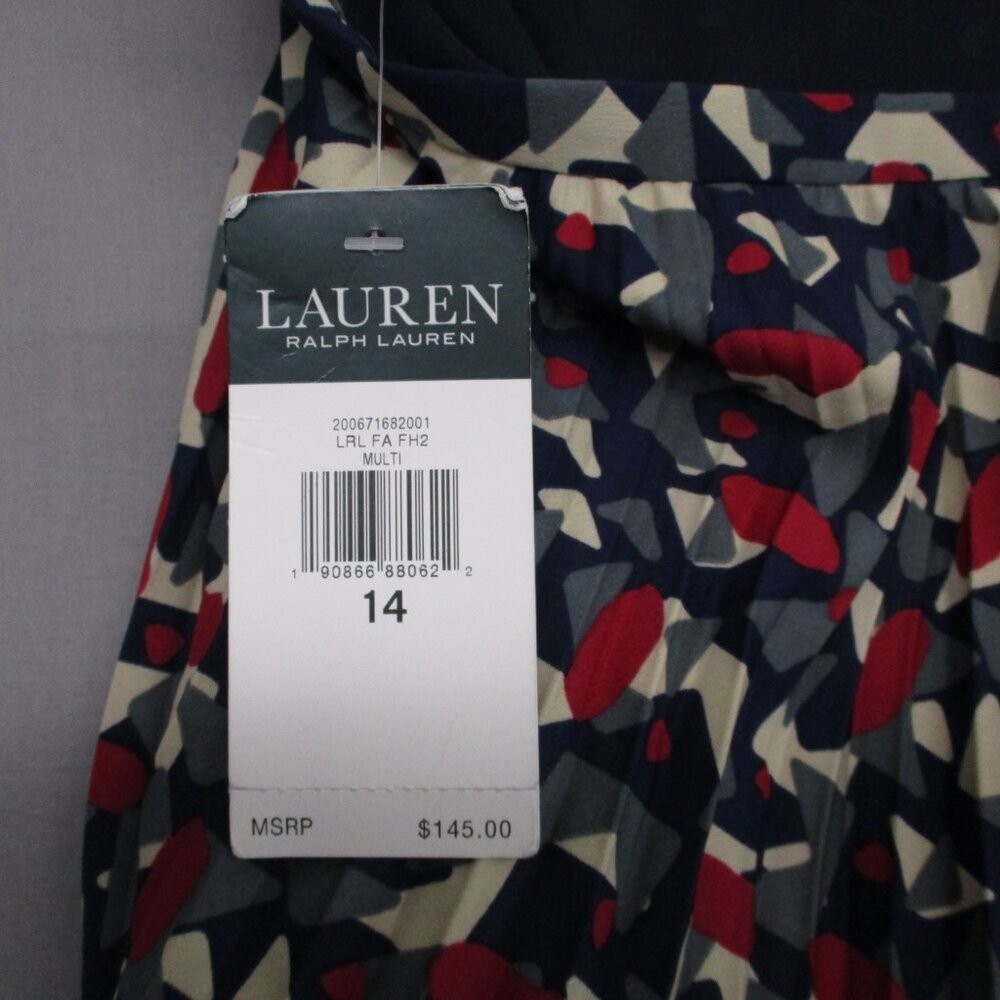 LAUREN
RALPH LAUREN
200671682001
LRL FA FH2
MULTI
1 90866 88062 2
14
MSRP $145.00